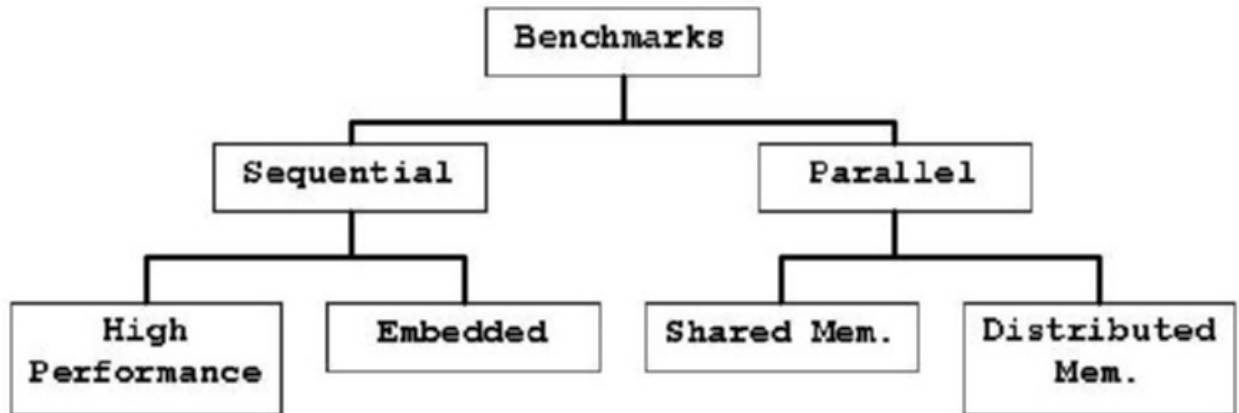 Benchmarks
Sequential
Parallel
High
Performance
Embedded
Shared Mem.
Distributed
Mem.